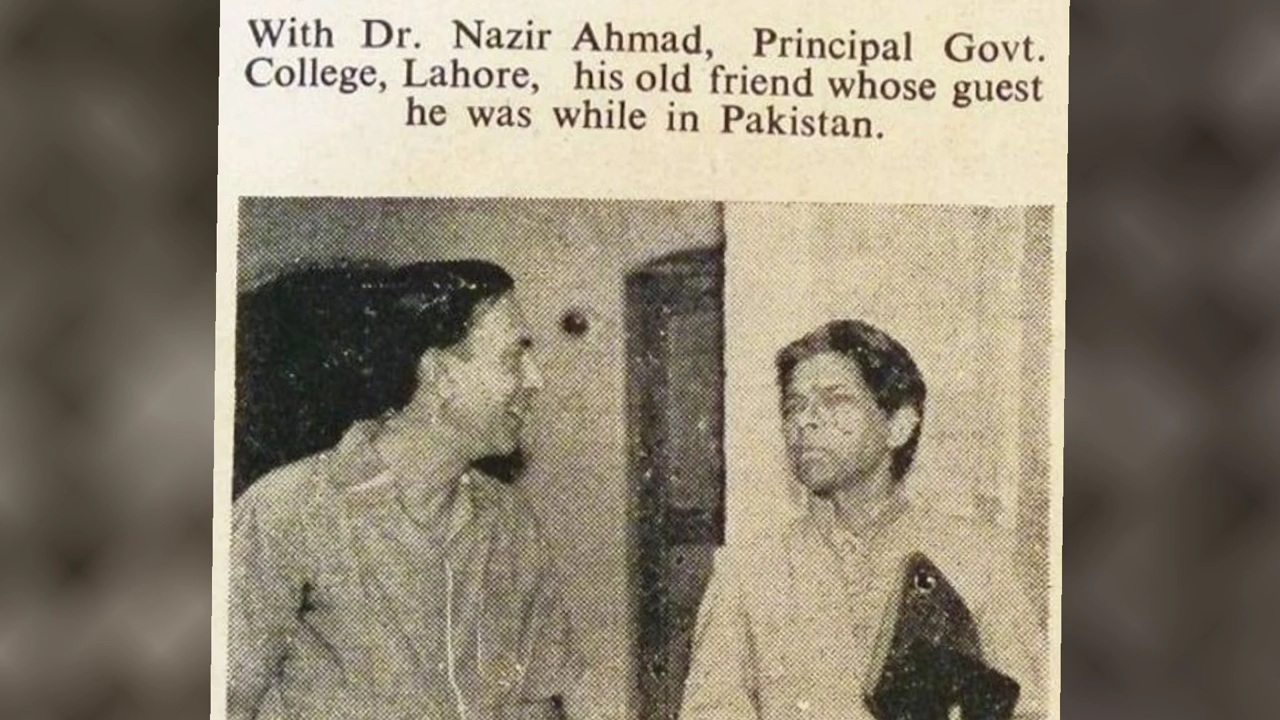 With Dr. Nazir Ahmad, Principal Govt.
College, Lahore, his old friend whose guest
he was while in Pakistan.